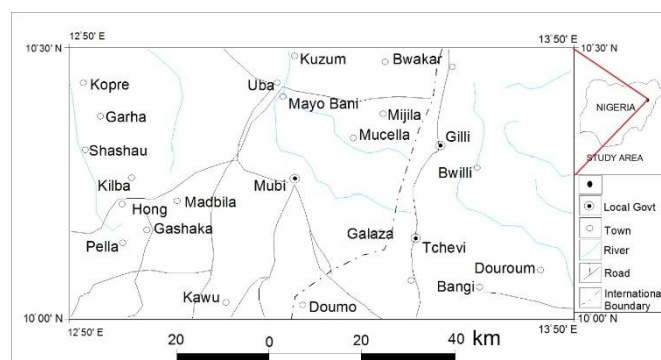 12°50' E
13°50' E
10°30' N
10°30' N
Kuzum
Bwakar
Kopre
Uba
Mayo Bani
Garha
Mijila
Mucella
Gilli
Shashau
Bwilli
Kilba
Mubi
Hong
Madbila
Gashaka
Galaza
Pella
Tchevi
Douroum
Bangi
Kawu
Doumo
10°00' N
10°00' N
12°50' E
13°50' E
20
0
20
40
km
NIGERIA
STUDY AREA
Local Govt
Town
River
Road
International
Boundary